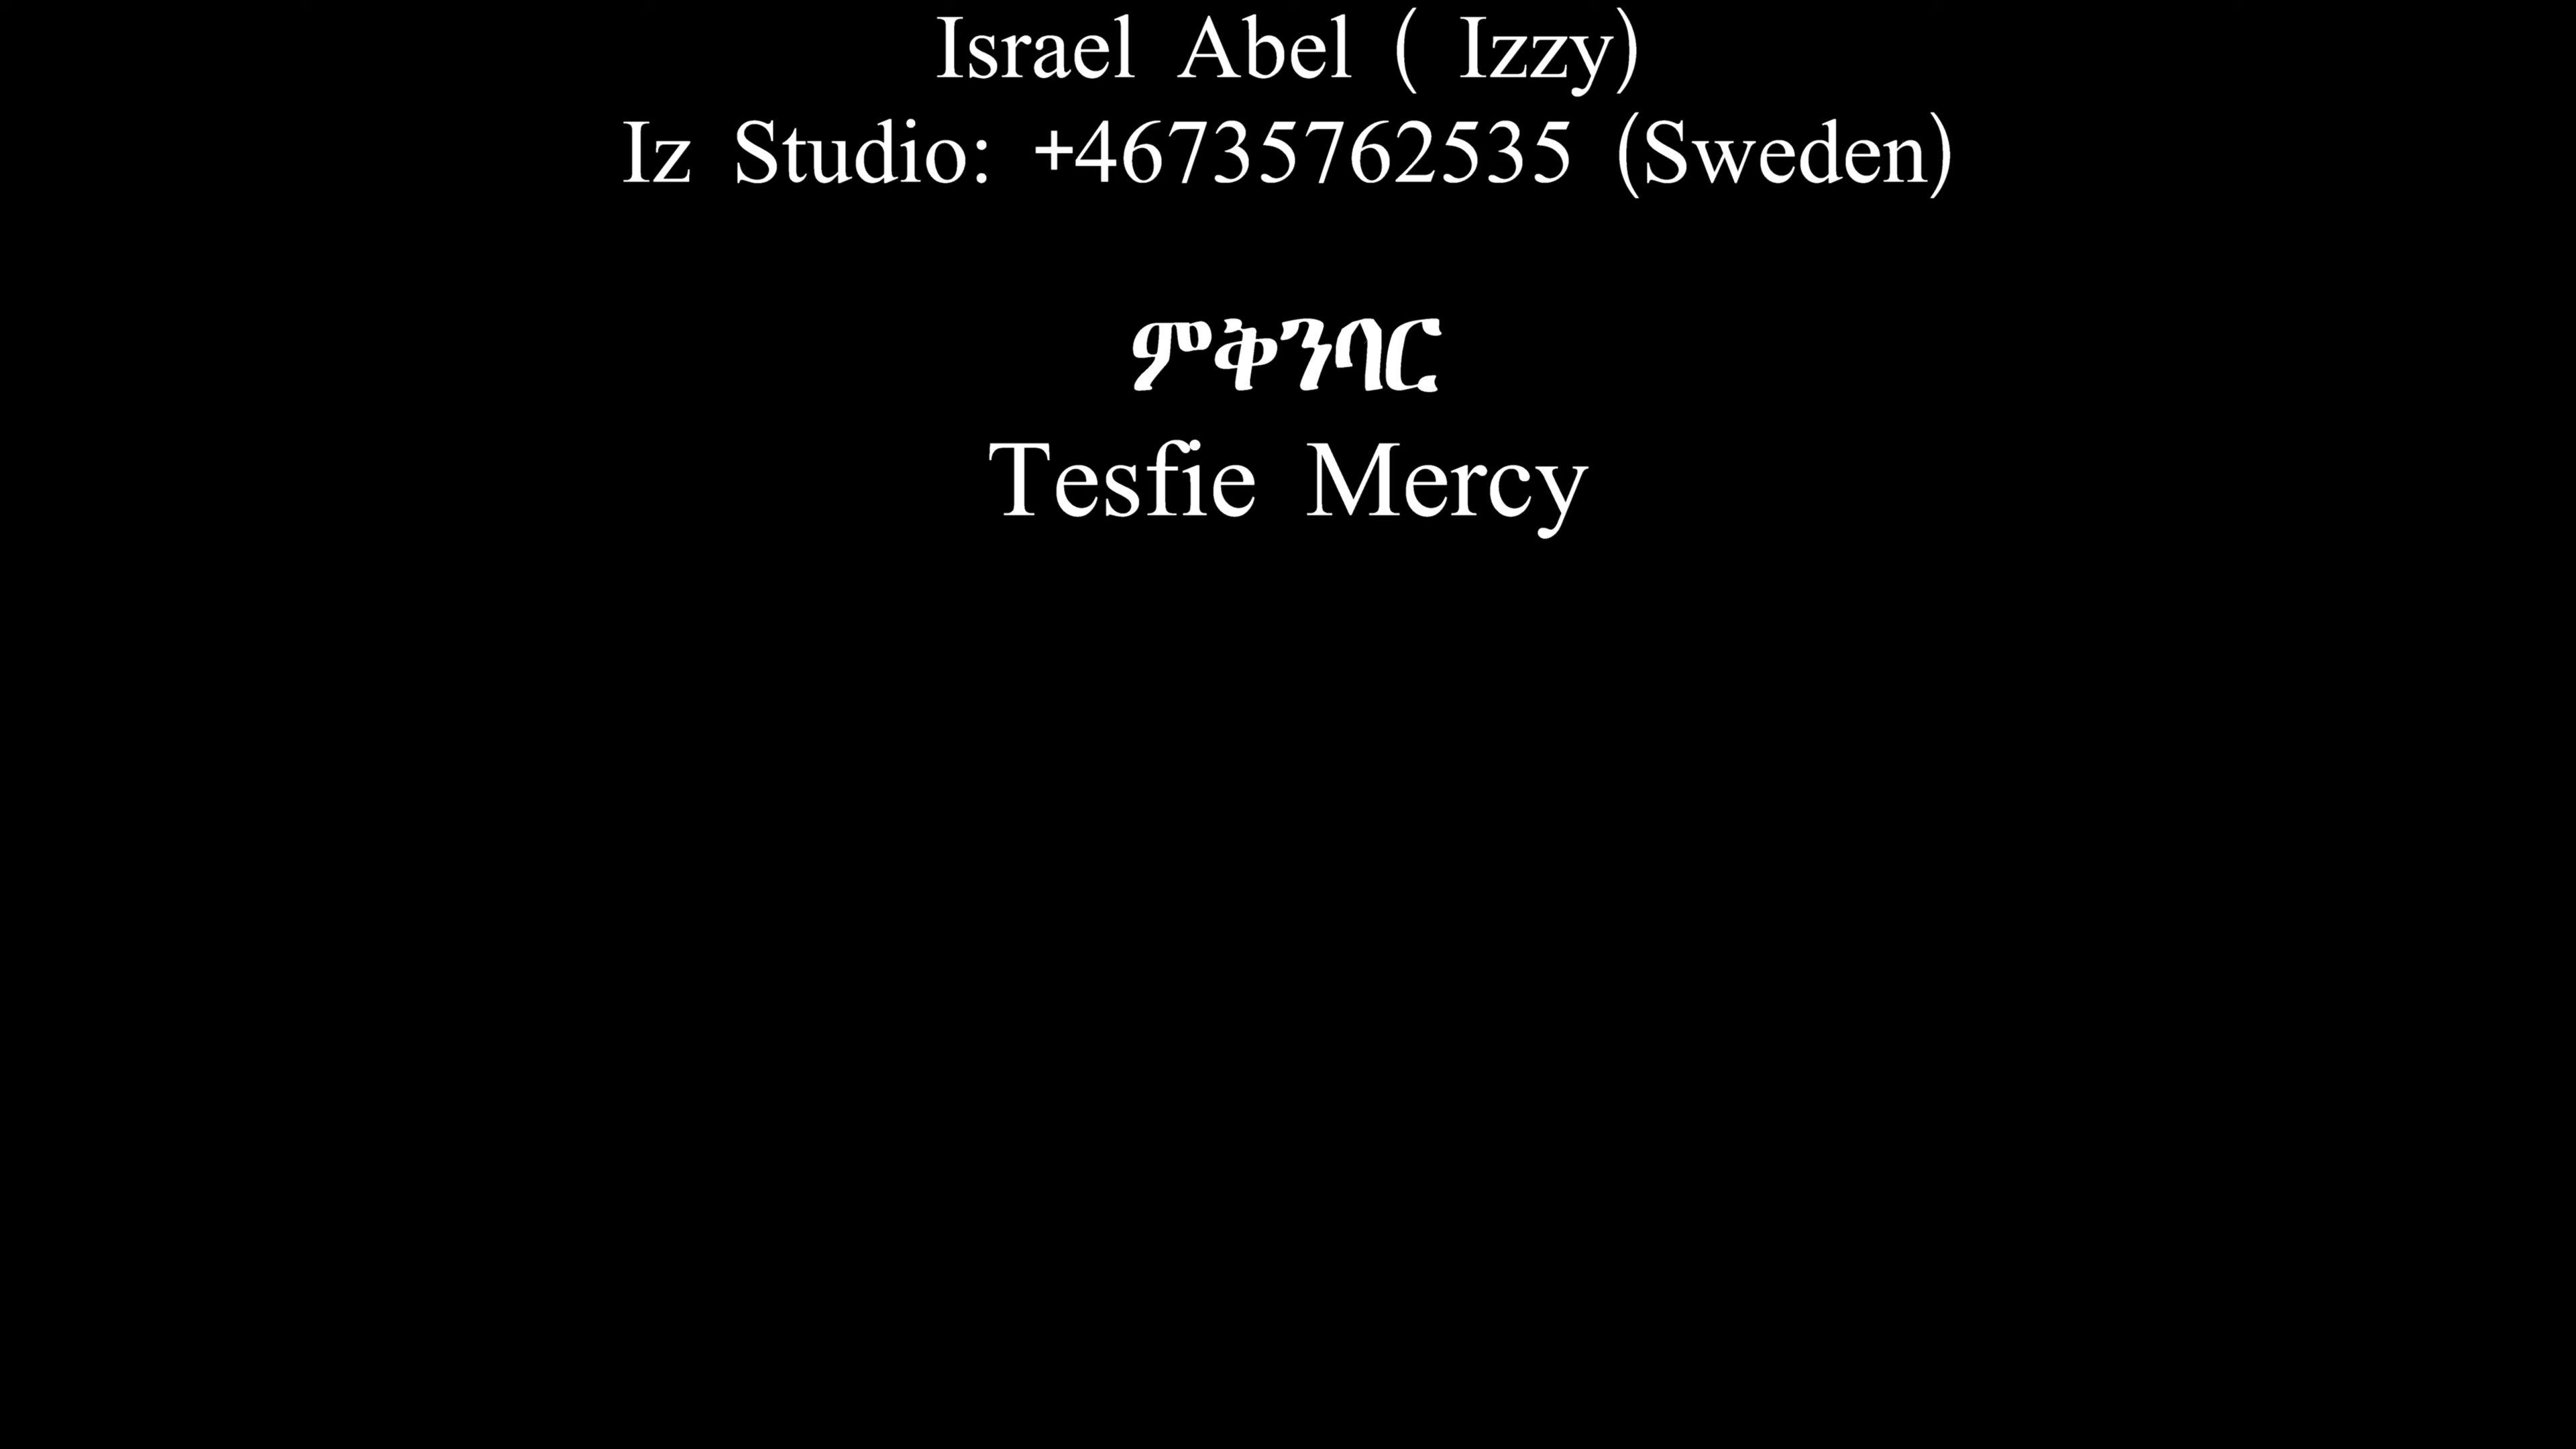 Israel Abel ( Izzy)
Iz Studio: +46735762535 (Sweden)
ምቅንባር
Tesfie Mercy